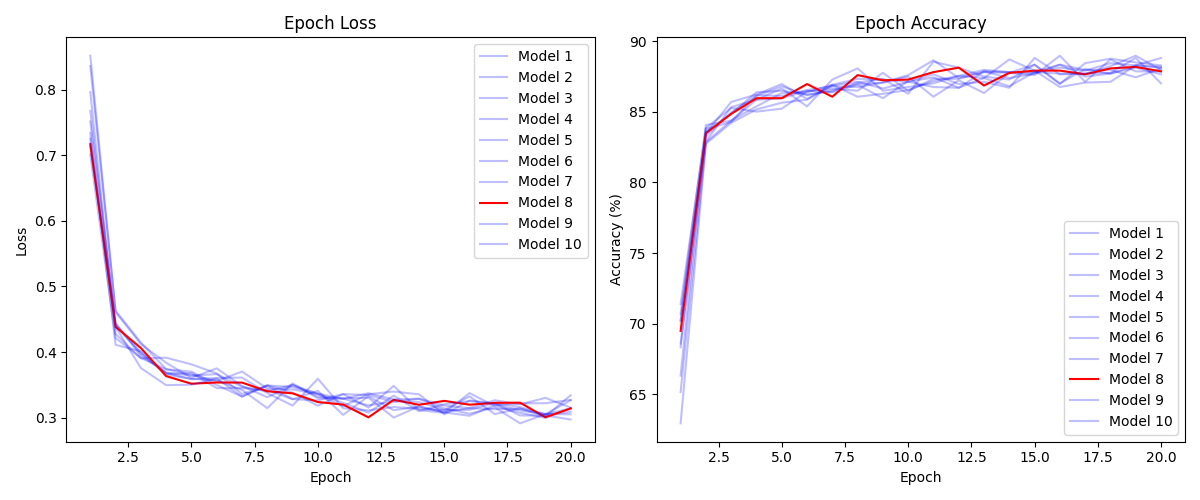 Epoch Loss
Loss
0.8
0.7
0.6
0.5
0.4
0.3
Model 1
Model 2
Model 3
Model 4
Model 5
Model 6
Model 7
Model 8
Model 9
Model 10
2.5 5.0 7.5 10.0 12.5 15.0 17.5 20.0
Epoch
Epoch Accuracy
Accuracy (%)
90
85
80
75
70
65
Model 1
Model 2
Model 3
Model 4
Model 5
Model 6
Model 7
Model 8
Model 9
Model 10
2.5 5.0 7.5 10.0 12.5 15.0 17.5 20.0
Epoch